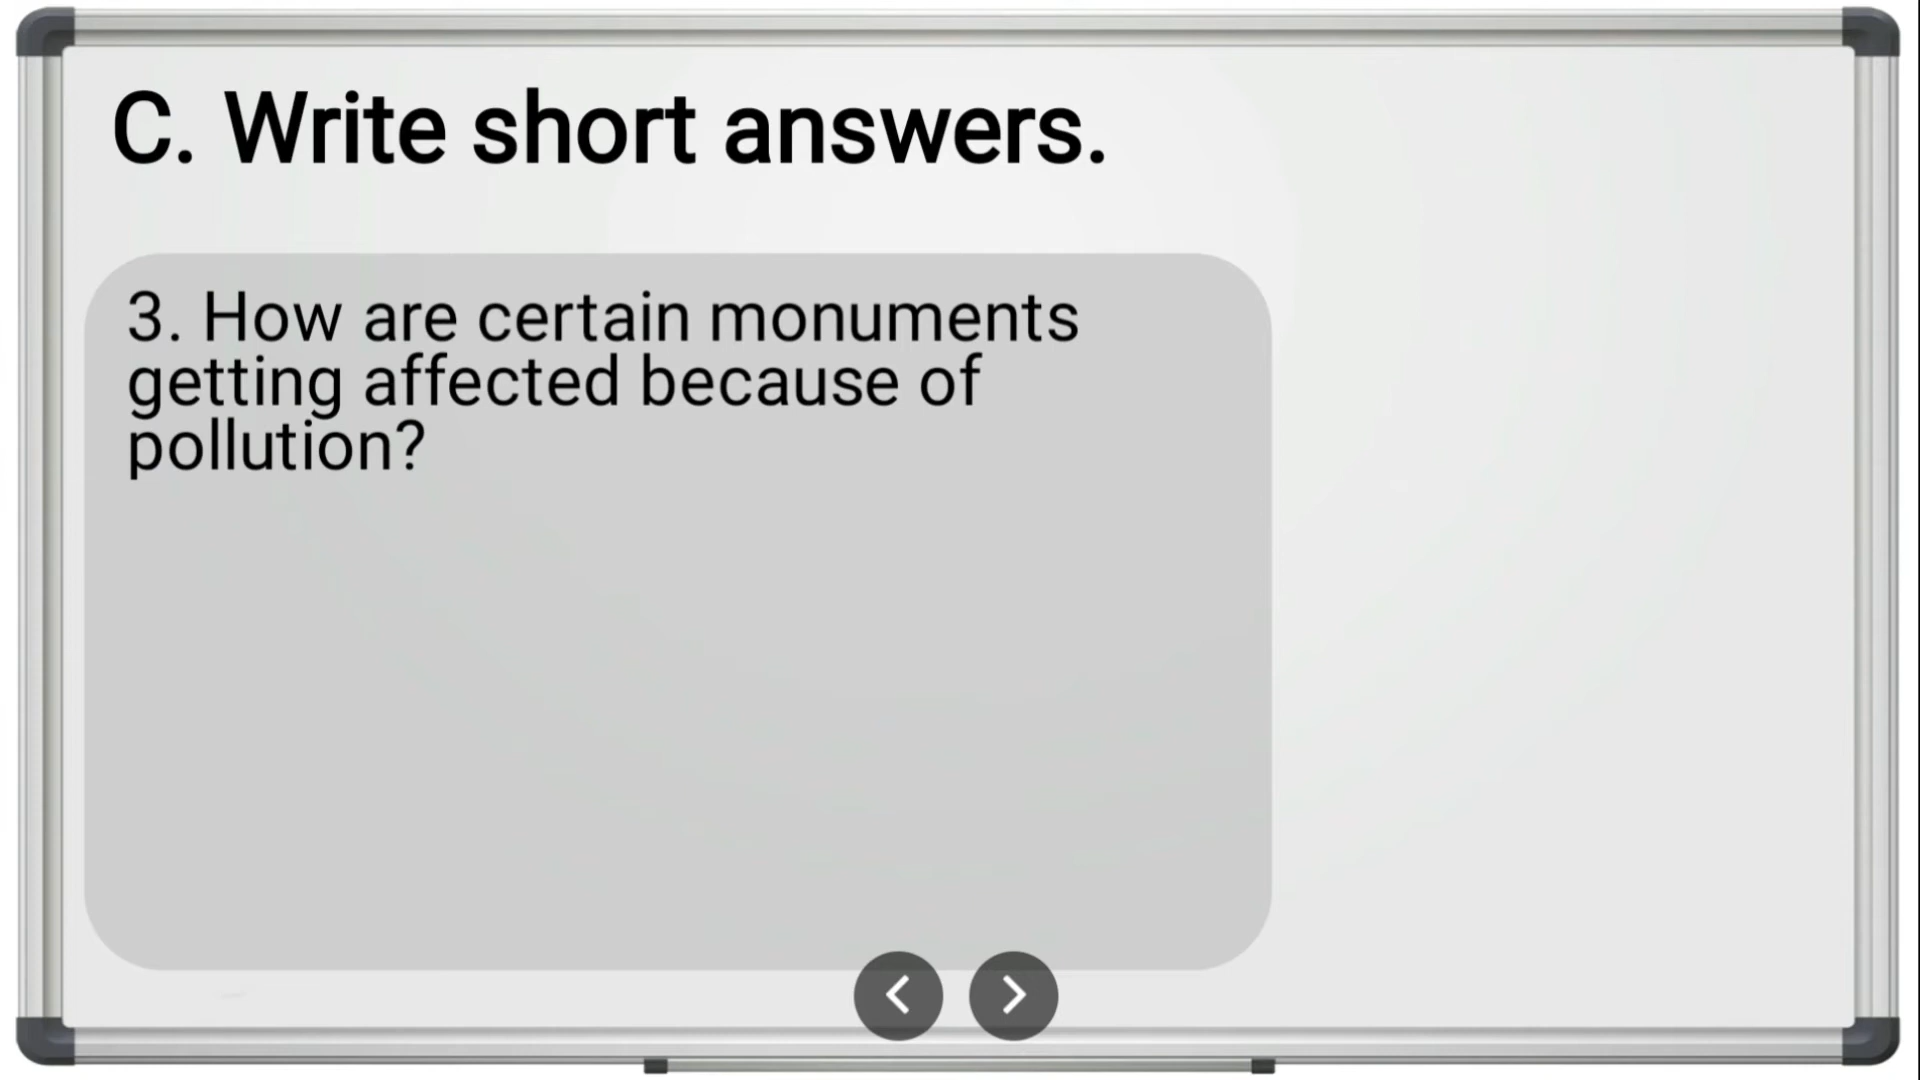 C. Write short answers.
3. How are certain monuments
getting affected because of
pollution?